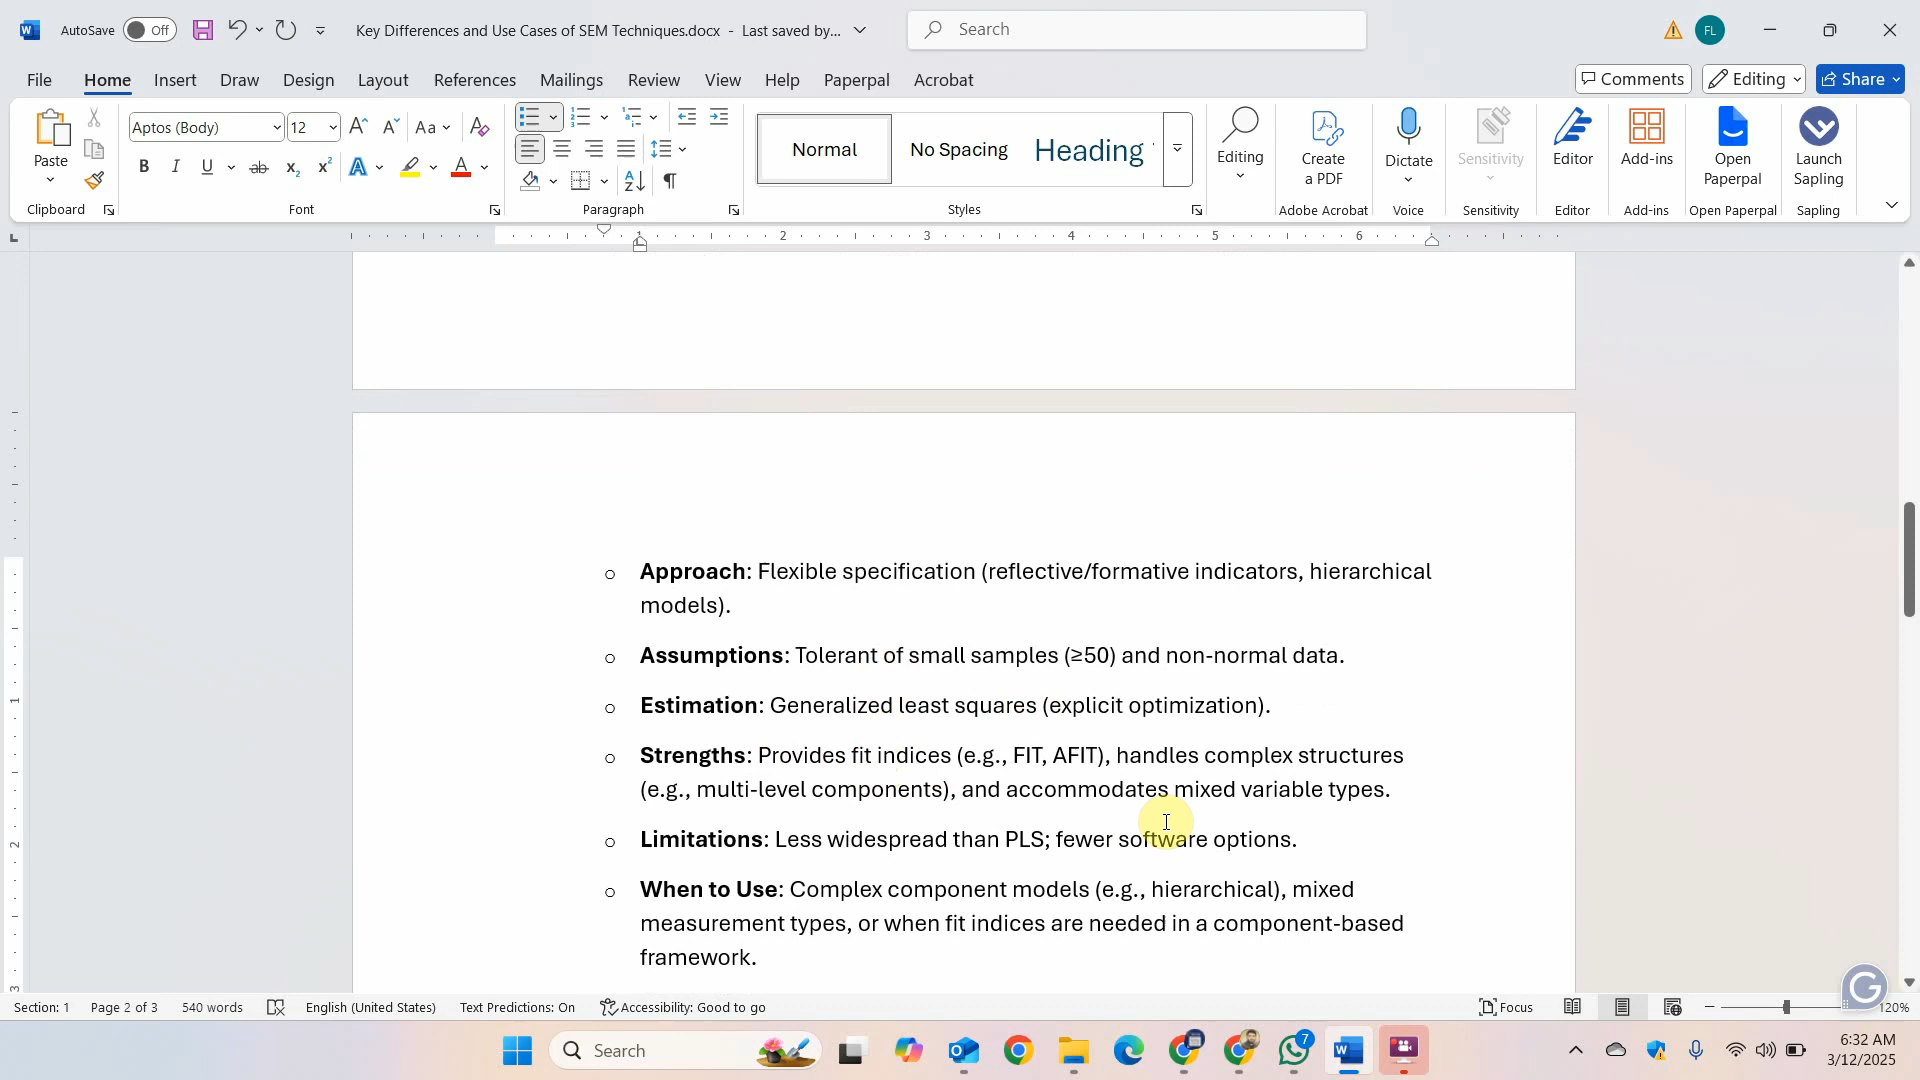 AutoSave Off Key Differences and Use Cases of SEM Techniques.docx - Last saved by... Search FL
File Home Insert Draw Design Layout References Mailings Review View Help Paperpal Acrobat Comments Editing Share
Paste
Clipboard
Aptos (Body) 12
Font
Paragraph
Normal No Spacing Heading
Styles
Editing
Create a PDF
Adobe Acrobat
Dictate
Voice
Sensitivity
Sensitivity
Editor
Editor
Add-ins
Add-ins
Open Paperpal
Open Paperpal
Launch Sapling
Sapling
1 2 3 4 5 6
o Approach: Flexible specification (reflective/formative indicators, hierarchical
models).
o Assumptions: Tolerant of small samples (≥50) and non-normal data.
o Estimation: Generalized least squares (explicit optimization).
o Strengths: Provides fit indices (e.g., FIT, AFIT), handles complex structures
(e.g., multi-level components), and accommodates mixed variable types.
o Limitations: Less widespread than PLS; fewer software options.
o When to Use: Complex component models (e.g., hierarchical), mixed
measurement types, or when fit indices are needed in a component-based
framework.
Section: 1 Page 2 of 3 540 words English (United States) Text Predictions: On Accessibility: Good to go Focus 120%
Search 7 6:32 AM
3/12/2025